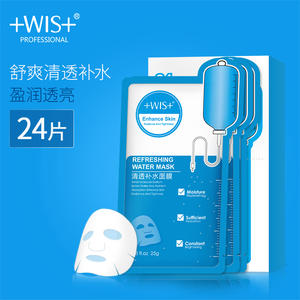 +WIS+®
PROFESSIONAL
舒爽清透补水
盈润透亮
24片
+WIS+
Enhance Skin
REFRESHING
WATER MASK
清透补水面膜
Moisture
Sufficient
Constant
25g